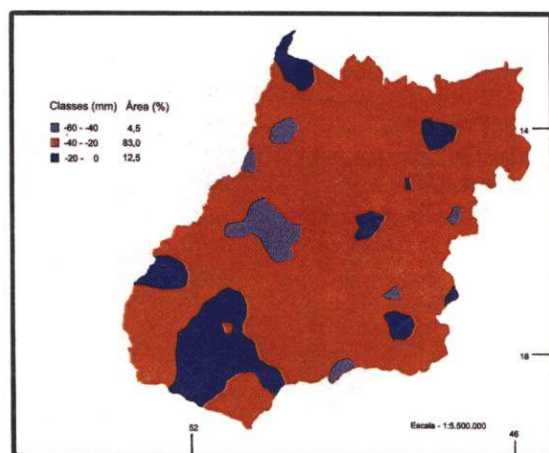 Classes (mm) Área (%)
-60 - -40 4,5
-40 - -20 83,0
-20 - 0 12,5
14
18
Escala - 1:5.500.000
52
46